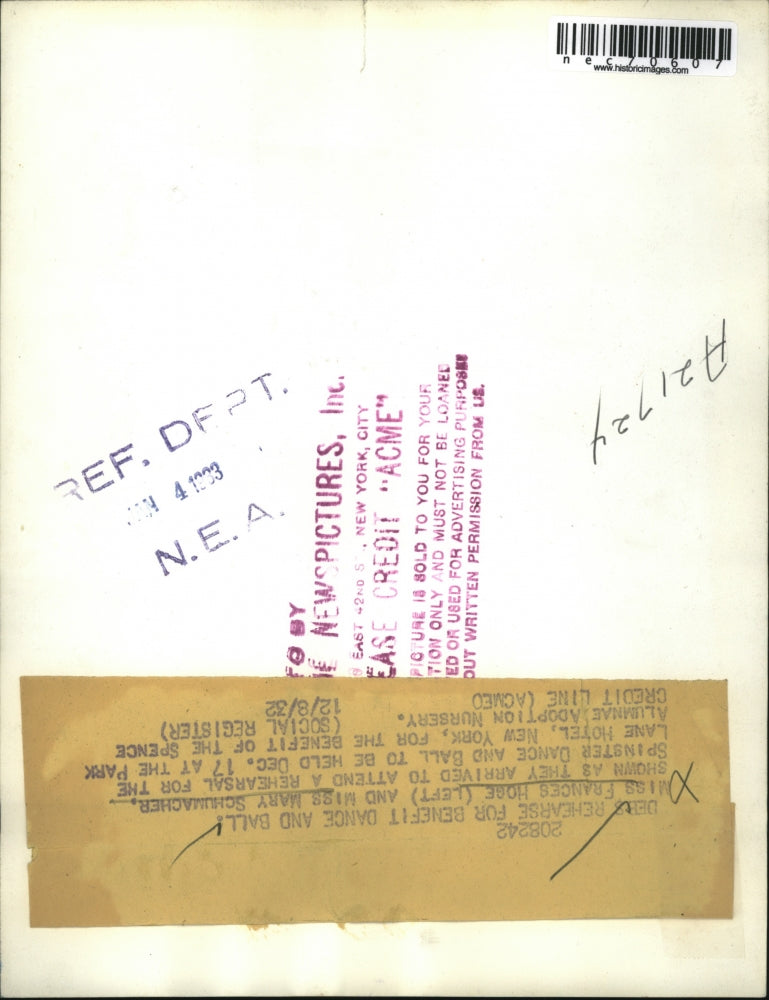 nec70607
www.historicimages.com
A21724
REF. DEPT.
JAN 4 1933
N.E.A.
BY
NEWSPICTURES, Inc.
EAST 42ND ST., NEW YORK, CITY
CREDIT "ACME"
PICTURE IS SOLD TO YOU FOR YOUR
ONLY AND MUST NOT BE LOANED
OR USED FOR ADVERTISING PURPOSES
WRITTEN PERMISSION FROM US.
208242
DEBS REHEARSE FOR BENEFIT DANCE AND BALL.
MISS FRANCES HOGE (LEFT) AND MISS MARY SCHUMACHER,
SHOWN AS THEY ARRIVED TO ATTEND A REHEARSAL FOR THE
SPINSTER DANCE AND BALL TO BE HELD DEC. 17 AT THE PARK
LANE HOTEL, NEW YORK, FOR THE BENEFIT OF THE SPENCE
ALUMNAE ADOPTION NURSERY. (SOCIAL REGISTER)
CREDIT LINE (ACME) 12/8/32